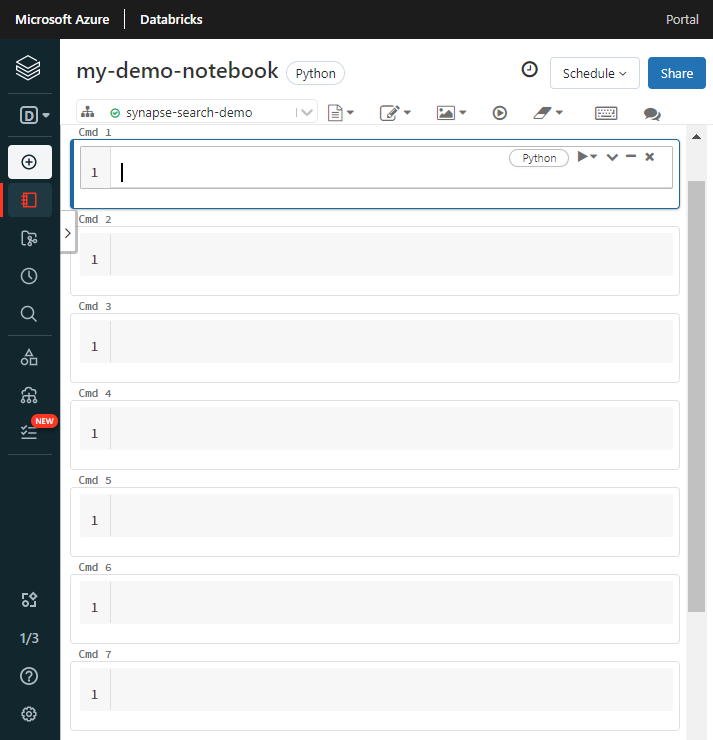 Microsoft Azure Databricks Portal
my-demo-notebook Python Schedule Share
D synapse-search-demo
Cmd 1
1 Python
Cmd 2
1
Cmd 3
1
Cmd 4
1
NEW
Cmd 5
1
Cmd 6
1
1/3
Cmd 7
1